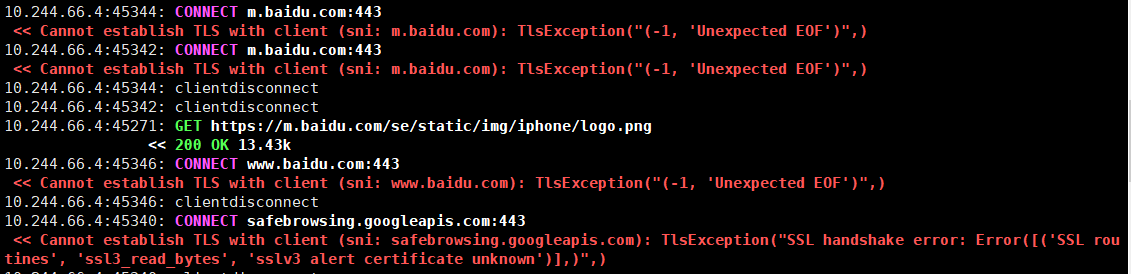 10.244.66.4:45344: CONNECT m.baidu.com:443
<< Cannot establish TLS with client (sni: m.baidu.com): TlsException("(-1, 'Unexpected EOF')",)
10.244.66.4:45342: CONNECT m.baidu.com:443
<< Cannot establish TLS with client (sni: m.baidu.com): TlsException("(-1, 'Unexpected EOF')",)
10.244.66.4:45344: clientdisconnect
10.244.66.4:45342: clientdisconnect
10.244.66.4:45271: GET https://m.baidu.com/se/static/img/iphone/logo.png
<< 200 OK 13.43k
10.244.66.4:45346: CONNECT www.baidu.com:443
<< Cannot establish TLS with client (sni: www.baidu.com): TlsException("(-1, 'Unexpected EOF')",)
10.244.66.4:45346: clientdisconnect
10.244.66.4:45340: CONNECT safebrowsing.googleapis.com:443
<< Cannot establish TLS with client (sni: safebrowsing.googleapis.com): TlsException("SSL handshake error: Error([('SSL rou
tines', 'ssl3_read_bytes', 'sslv3 alert certificate unknown')],)",)